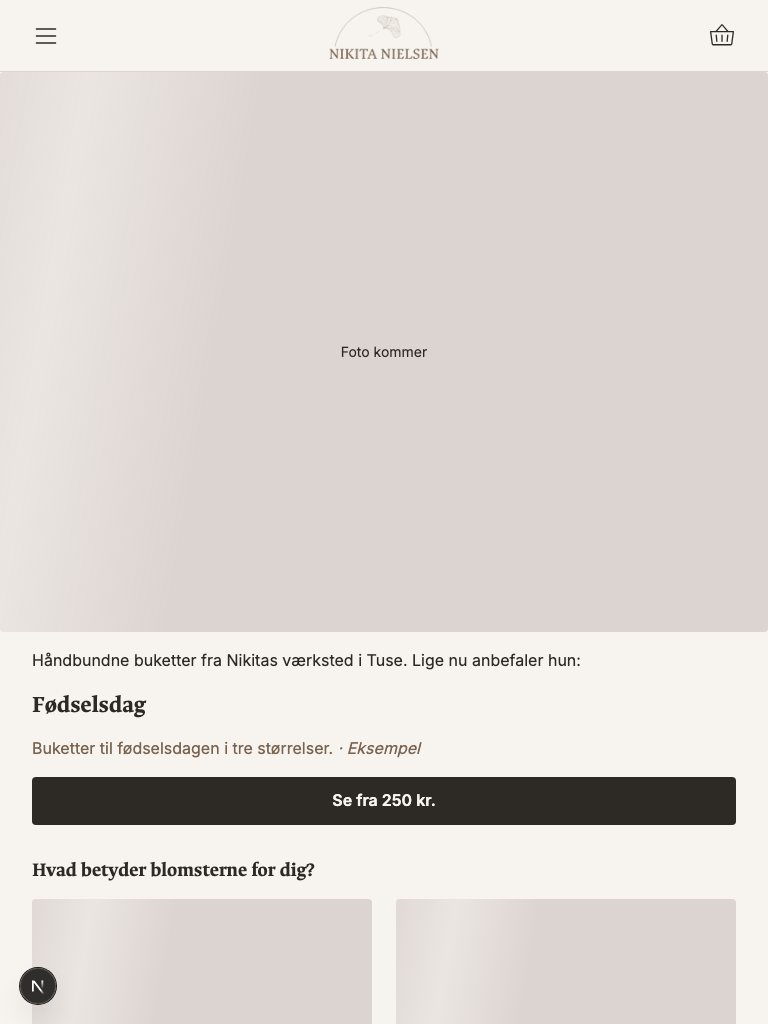 NIKITA NIELSEN
Foto kommer
Håndbundne buketter fra Nikitas værksted i Tuse. Lige nu anbefaler hun:
Fødselsdag
Buketter til fødselsdagen i tre størrelser. · Eksempel
Se fra 250 kr.
Hvad betyder blomsterne for dig?
N